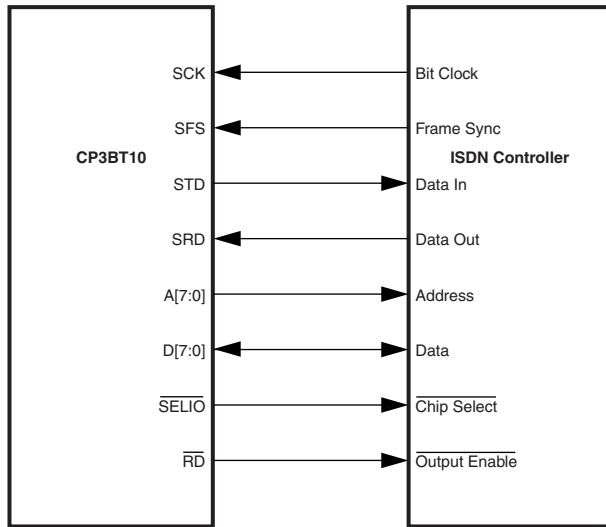 SCK Bit Clock
SFS Frame Sync
CP3BT10 ISDN Controller
STD Data In
SRD Data Out
A[7:0] Address
D[7:0] Data
SELIO Chip Select
RD Output Enable